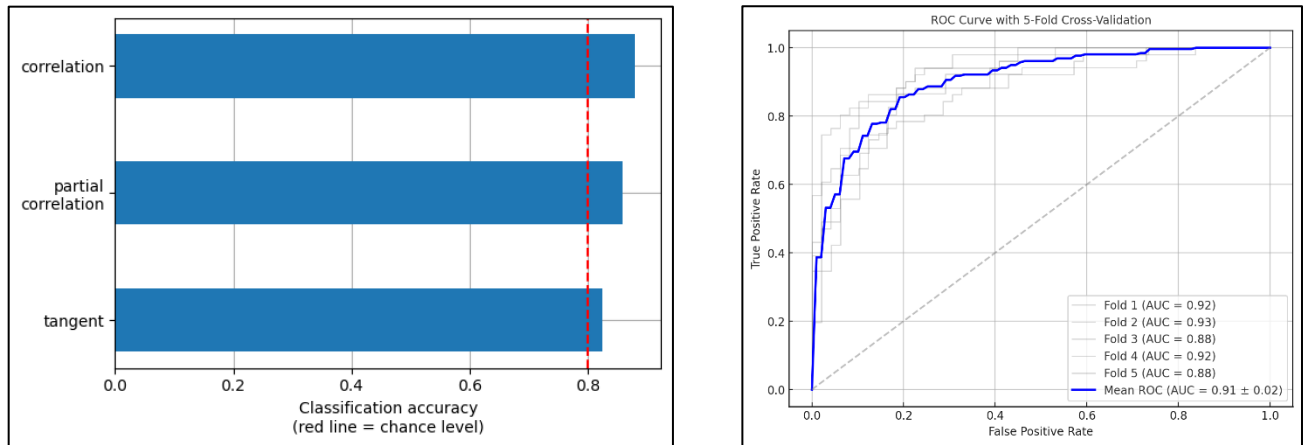 correlation
partial
correlation
tangent
0.0 0.2 0.4 0.6 0.8
Classification accuracy
(red line = chance level)
ROC Curve with 5-Fold Cross-Validation
True Positive Rate
1.0
0.8
0.6
0.4
0.2
0.0
Fold 1 (AUC = 0.92)
Fold 2 (AUC = 0.93)
Fold 3 (AUC = 0.88)
Fold 4 (AUC = 0.92)
Fold 5 (AUC = 0.88)
Mean ROC (AUC = 0.91 ± 0.02)
0.0 0.2 0.4 0.6 0.8 1.0
False Positive Rate